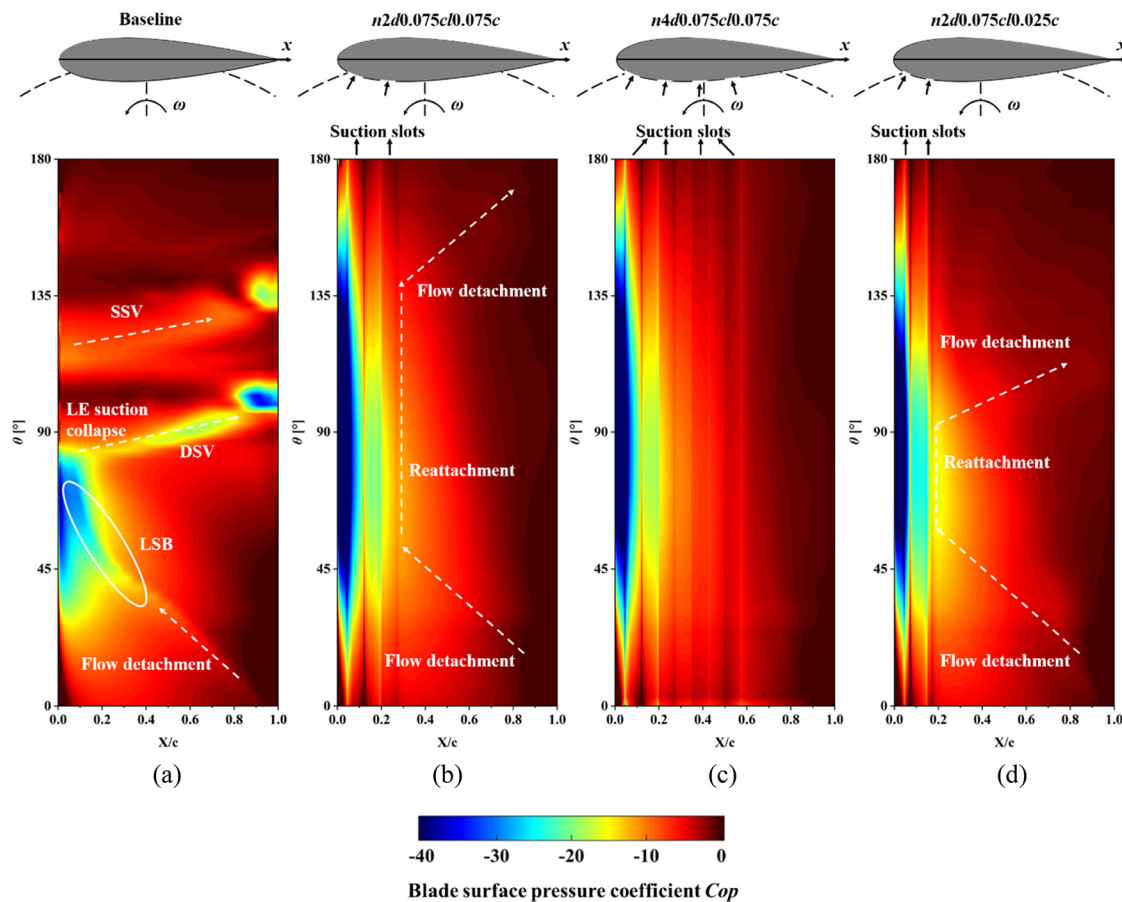 Baseline
n2d0.075cl0.075c
n4d0.075cl0.075c
n2d0.075cl0.025c
x
x
x
x
ω
ω
ω
ω
Suction slots
Suction slots
Suction slots
180
135
90
45
0
θ [°]
SSV
LE suction
collapse
DSV
LSB
Flow detachment
0.0 0.2 0.4 0.6 0.8 1.0
X/c
(a)
180
135
90
45
0
θ [°]
Flow detachment
Reattachment
Flow detachment
0.0 0.2 0.4 0.6 0.8 1.0
X/c
(b)
180
135
90
45
0
θ [°]
0.0 0.2 0.4 0.6 0.8 1.0
X/c
(c)
180
135
90
45
0
θ [°]
Flow detachment
Reattachment
Flow detachment
0.0 0.2 0.4 0.6 0.8 1.0
X/c
(d)
-40 -30 -20 -10 0
Blade surface pressure coefficient Cop